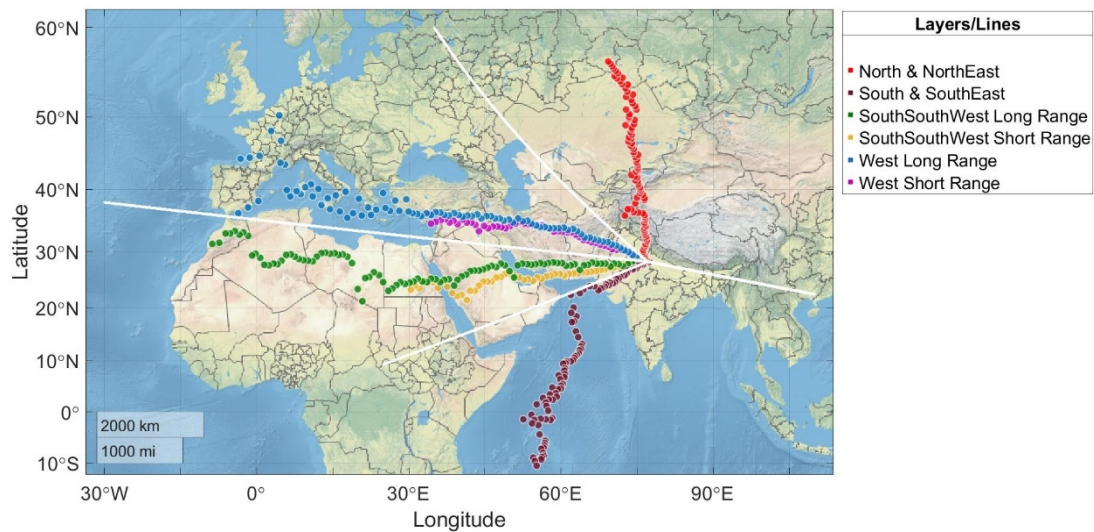 60°N
50°N
40°N
30°N
20°N
10°N
0°
10°S
Latitude
2000 km
1000 mi
30°W
0°
30°E
60°E
90°E
Longitude
Layers/Lines
North & NorthEast
South & SouthEast
SouthSouthWest Long Range
SouthSouthWest Short Range
West Long Range
West Short Range